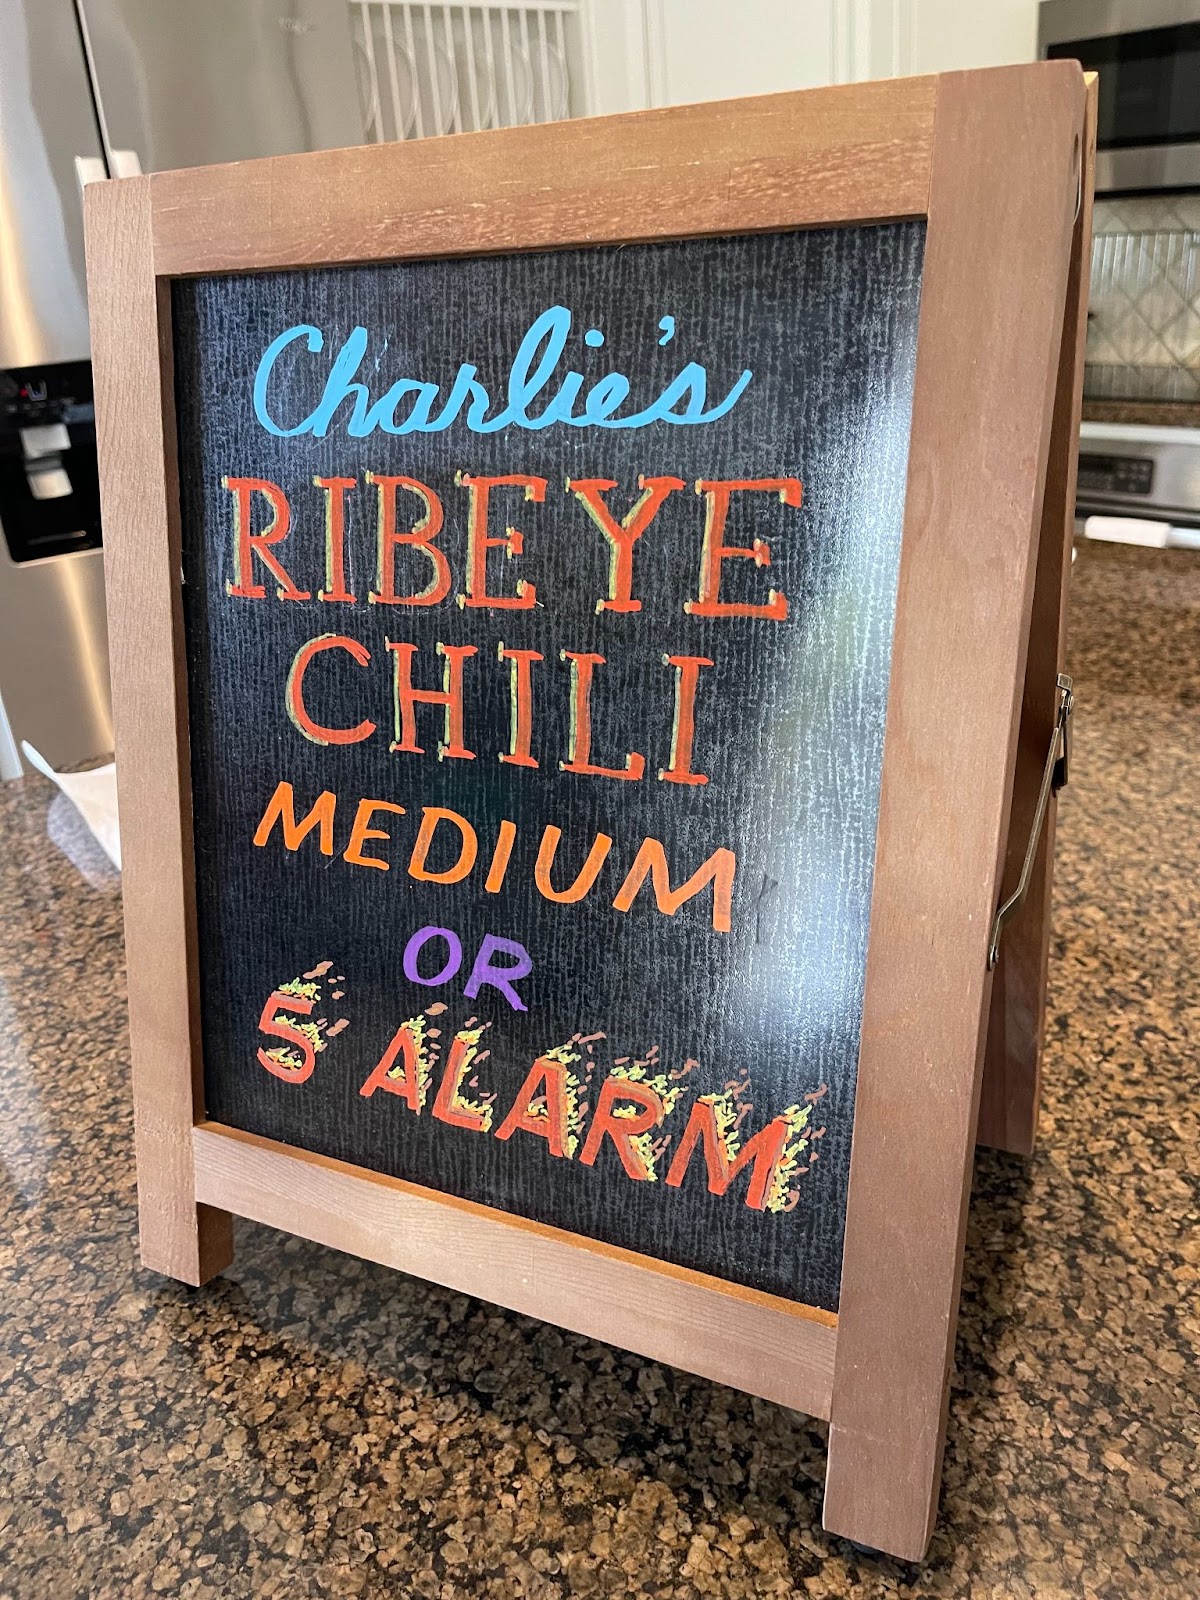 Charlie's
RIBEYE
CHILI
MEDIUM
OR
5 ALARM